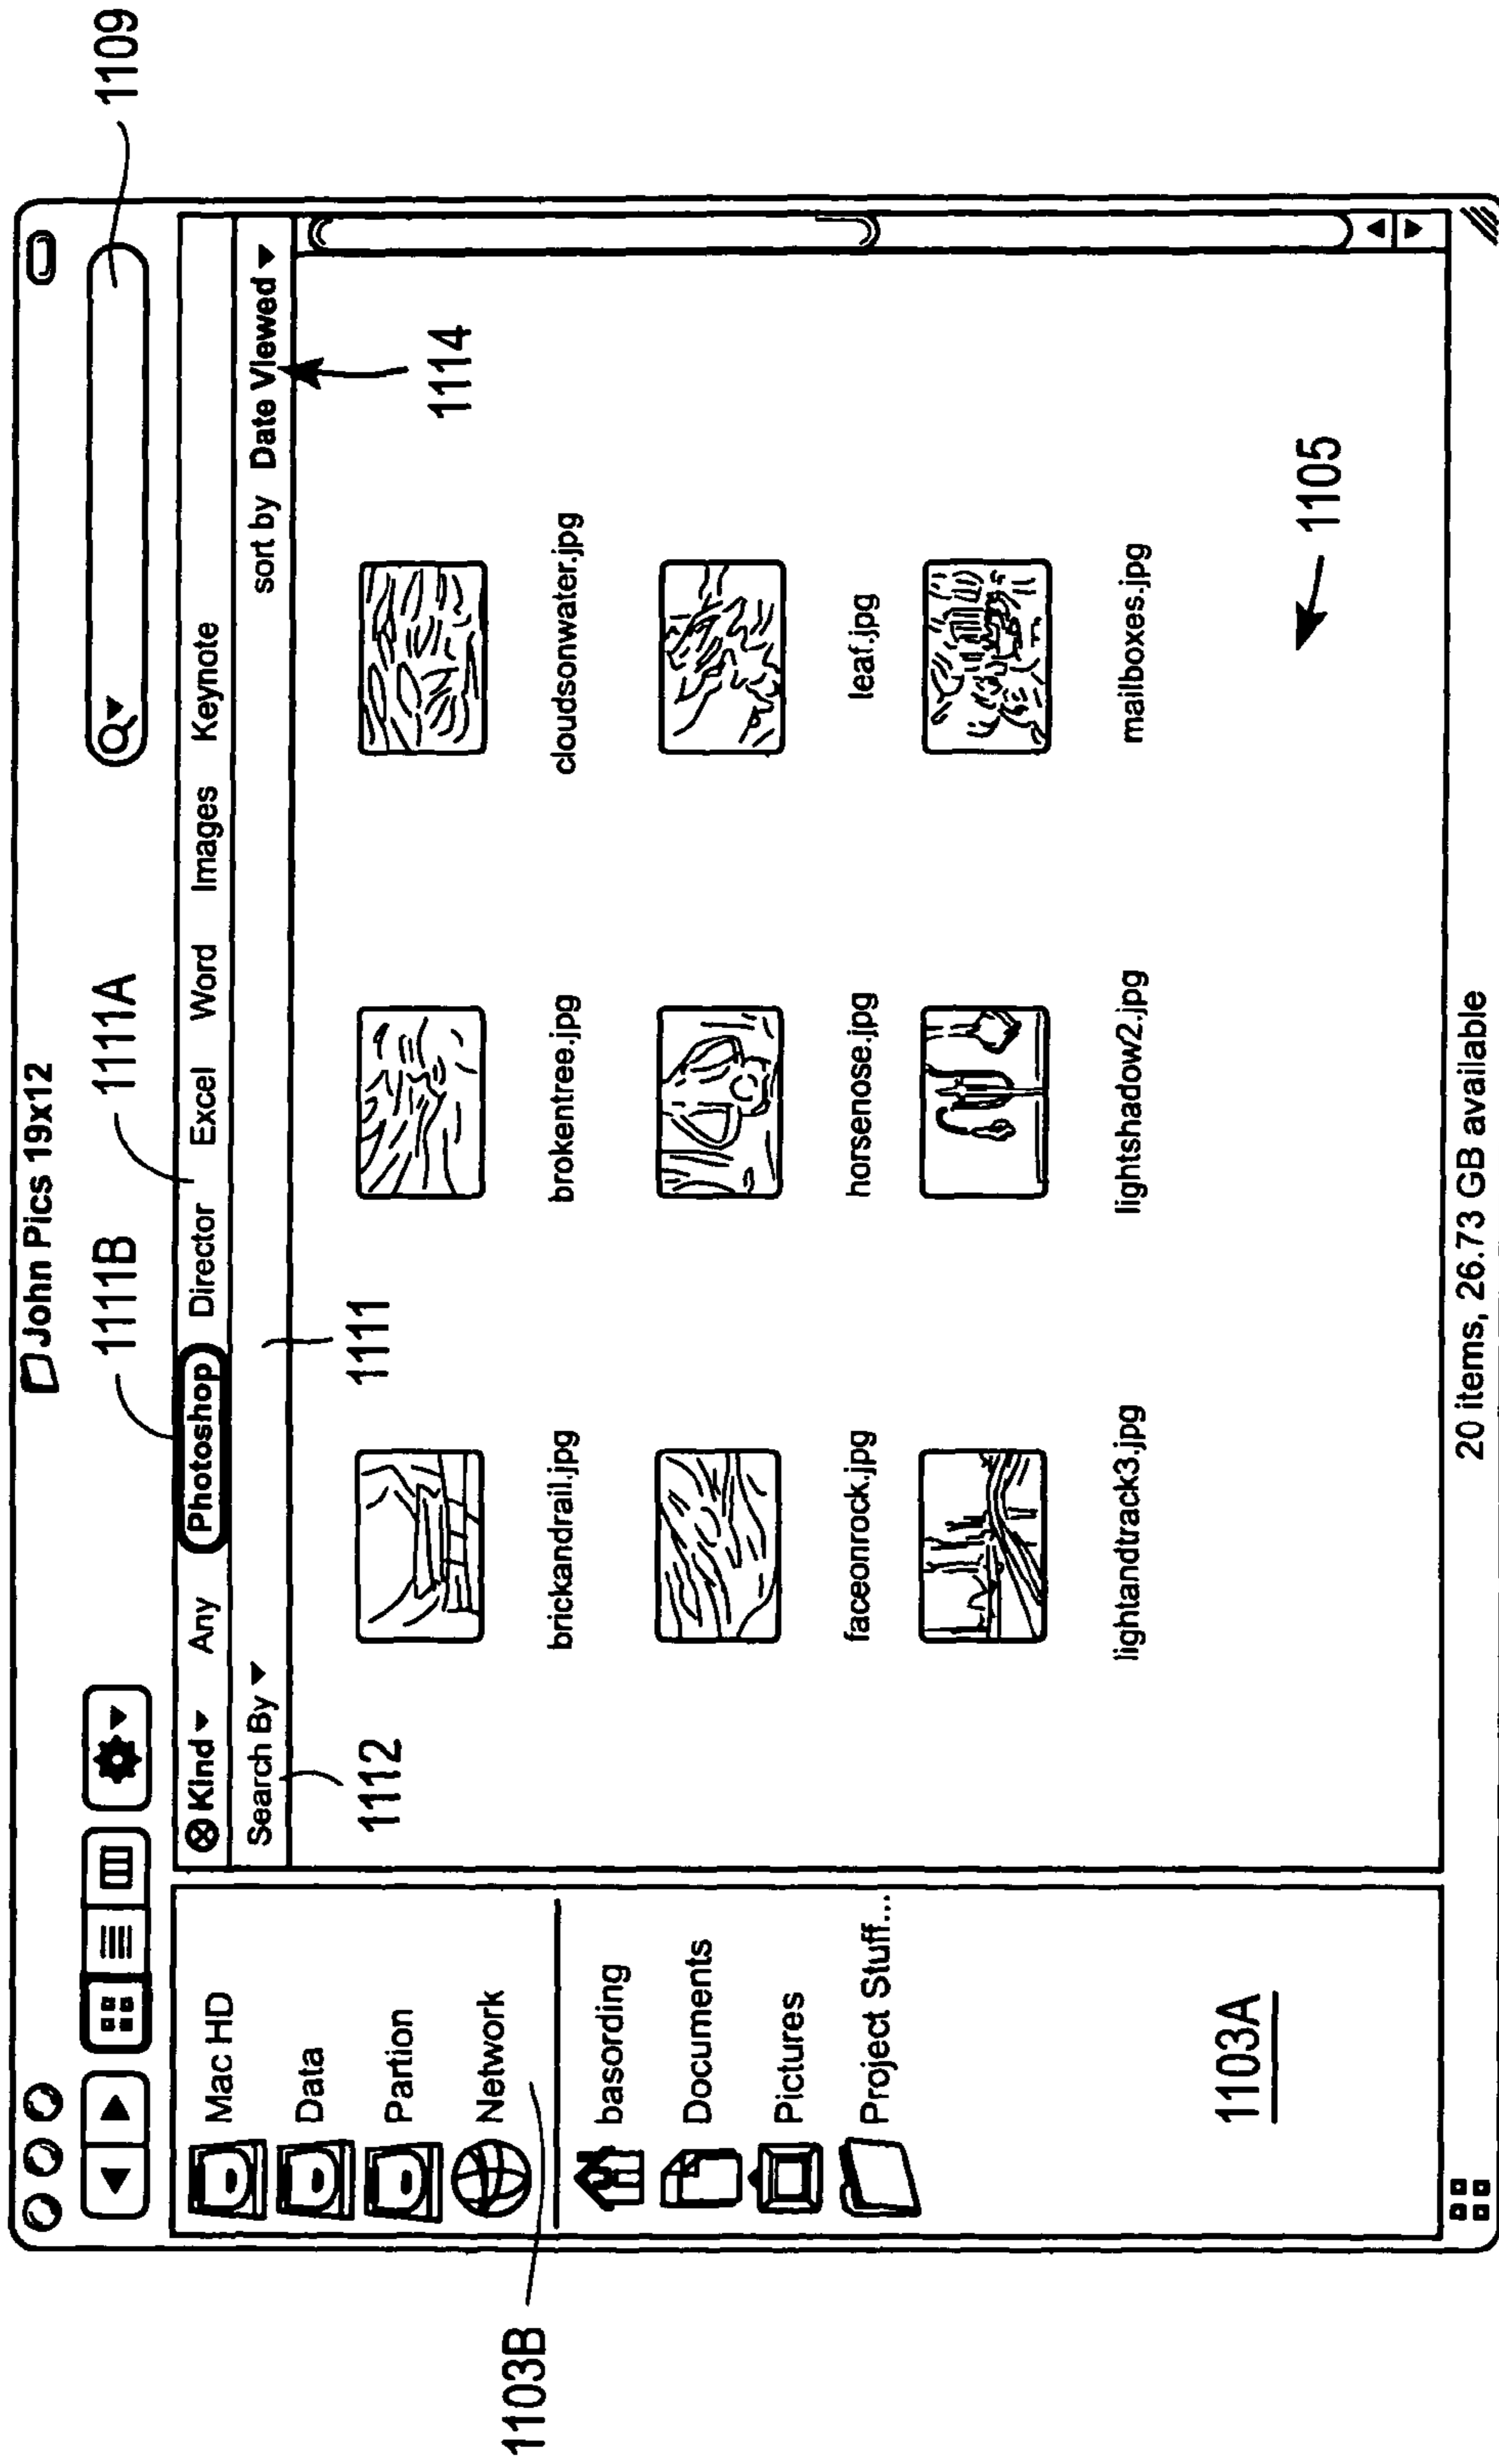 John Pics 19x12
1109
1111B
1111A
Kind Any Photoshop Director Excel Word Images Keynote
Search By
sort by Date Viewed
1112
1111
1114
Mac HD
Data
Partion
Network
basording
Documents
Pictures
Project Stuff...
1103A
1103B
brickandrail.jpg
brokentree.jpg
cloudsonwater.jpg
faceonrock.jpg
horsenose.jpg
leaf.jpg
lightandtrack3.jpg
lightshadow2.jpg
mailboxes.jpg
1105
20 items, 26.73 GB available